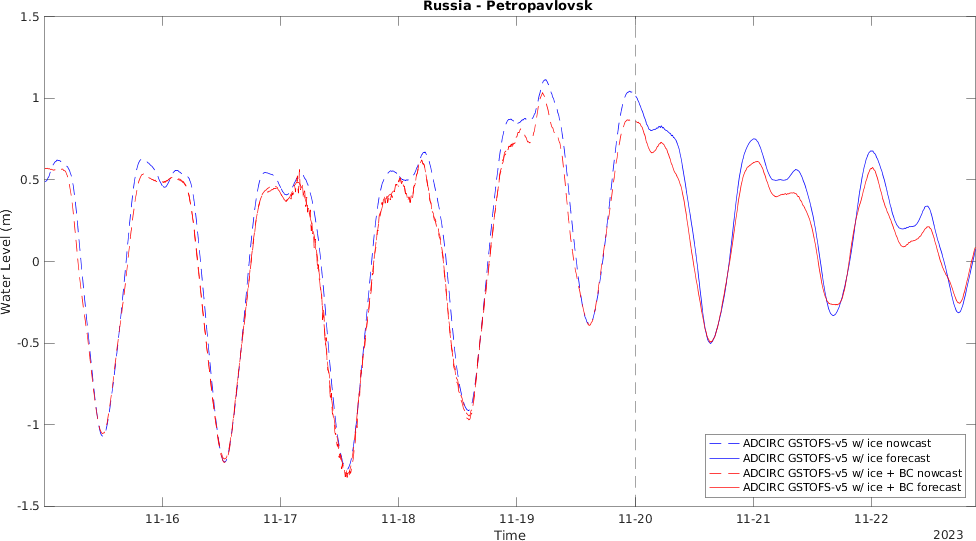 Russia - Petropavlovsk
1.5
1
0.5
0
-0.5
-1
-1.5
Water Level (m)
11-16
11-17
11-18
11-19
11-20
11-21
11-22
Time
2023
ADCIRC GSTOFS-v5 w/ ice nowcast
ADCIRC GSTOFS-v5 w/ ice forecast
ADCIRC GSTOFS-v5 w/ ice + BC nowcast
ADCIRC GSTOFS-v5 w/ ice + BC forecast